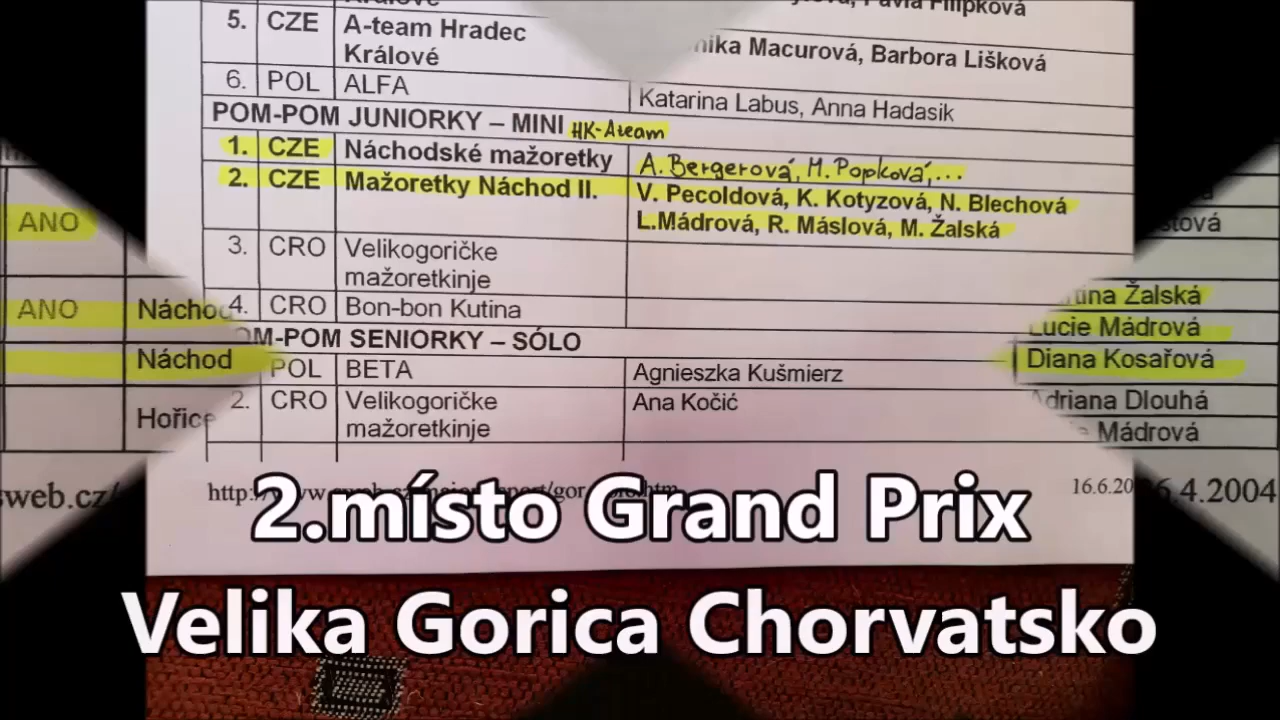 Filipková
5. CZE A-team Hradec
Králové
Macurová, Barbora Lišková
6. POL ALFA Katarina Labus, Anna Hadasik
POM-POM JUNIORKY – MINI HK-Ateam
1. CZE Náchodské mažoretky A. Bergerová, M. Popková,...
2. CZE Mažoretky Náchod II. V. Pecoldová, K. Kotyzová, N. Blechová
L.Mádrová, R. Máslová, M. Žalská
3. CRO Velikogoričke
mažoretkinje
4. CRO Bon-bon Kutina
POM-POM SENIORKY – SÓLO
POL BETA Agnieszka Kušmierz
2. CRO Velikogoričke Ana Kočić
mažoretkinje
ANO
ANO
Náchod
Hořice
Žalská
Lucie Mádrová
Diana Kosařová
Adriana Dlouhá
Mádrová
16.6.20
4.2004
2.místo Grand Prix
Velika Gorica Chorvatsko